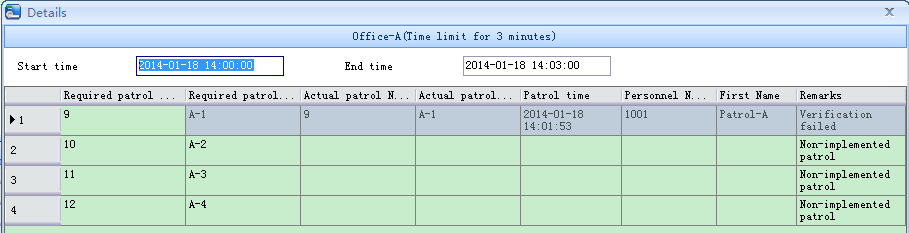 Details
Office-A(Time limit for 3 minutes)
Start time 2014-01-18 14:00:00 End time 2014-01-18 14:03:00
Required patrol ... Required patrol... Actual patrol N... Actual patrol... Patrol time Personnel N... First Name Remarks
1 9 A-1 9 A-1 2014-01-18 1001 Patrol-A Verification
14:01:53 failed
2 10 A-2 Non-implemented
patrol
3 11 A-3 Non-implemented
patrol
4 12 A-4 Non-implemented
patrol